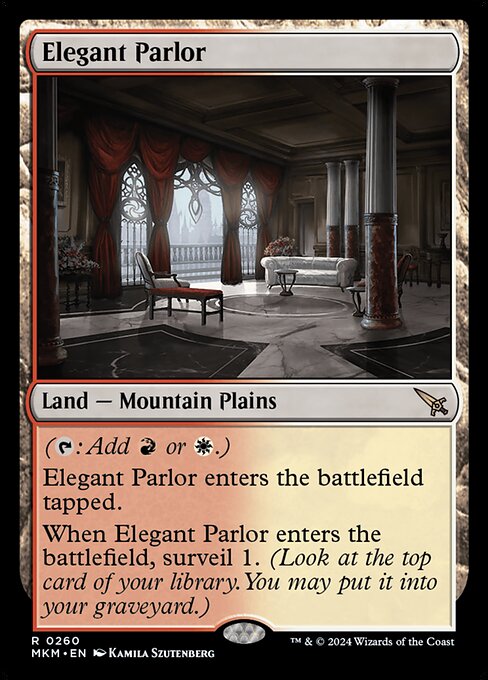 Elegant Parlor
Land — Mountain Plains
(T: Add R or W.)
Elegant Parlor enters the battlefield
tapped.
When Elegant Parlor enters the
battlefield, surveil 1. (Look at the top
card of your library. You may put it into
your graveyard.)
R 0260
MKM • EN Kamila Szutenberg
™ & © 2024 Wizards of the Coast